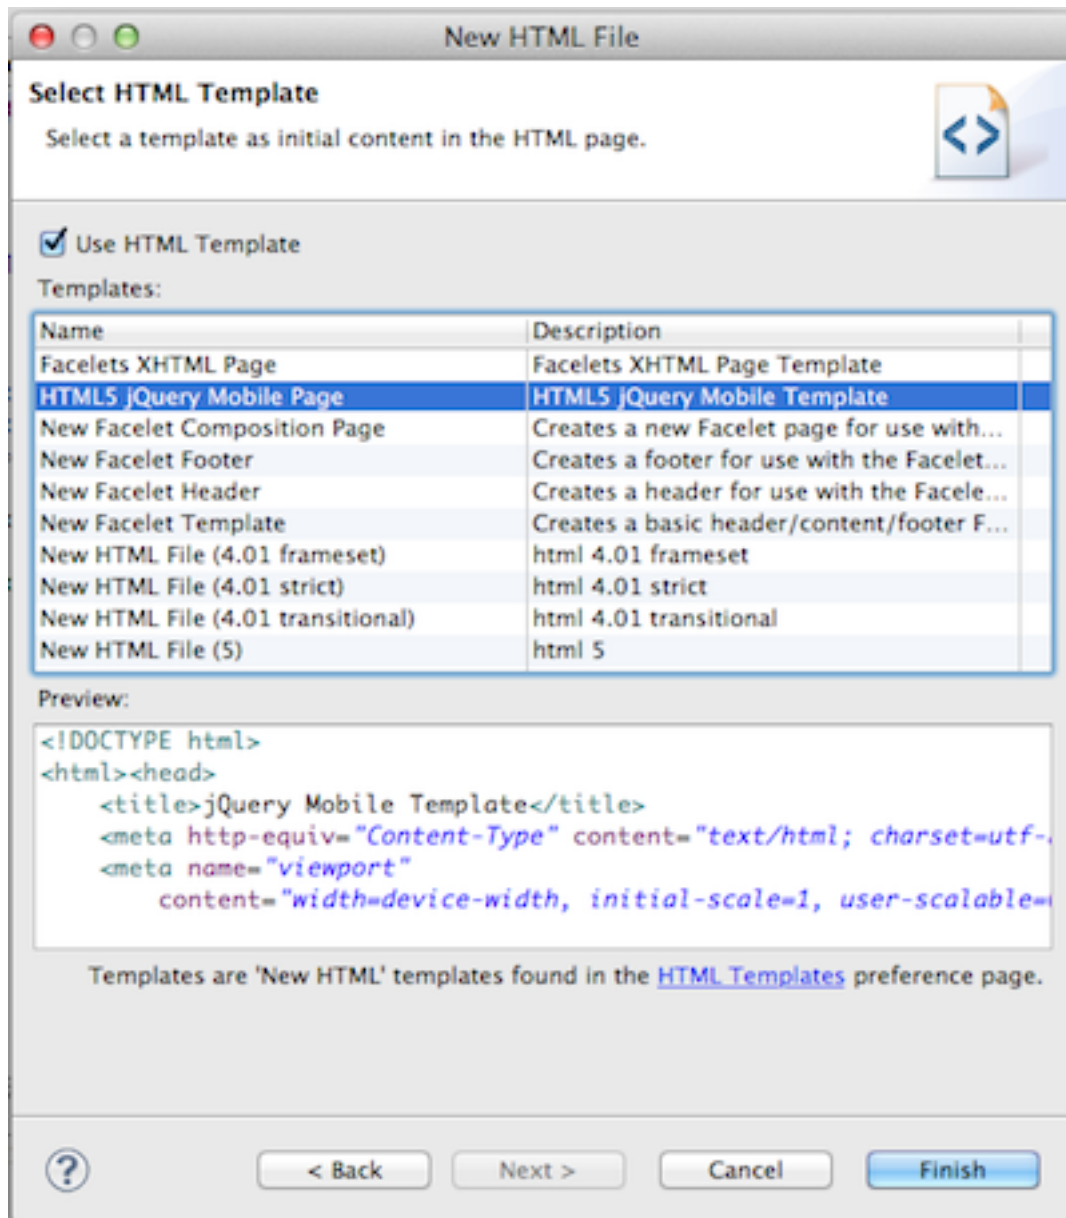 New HTML File
Select HTML Template
Select a template as initial content in the HTML page.
<>
Use HTML Template
Templates:
Name Description
Facelets XHTML Page Facelets XHTML Page Template
HTML5 jQuery Mobile Page HTML5 jQuery Mobile Template
New Facelet Composition Page Creates a new Facelet page for use with...
New Facelet Footer Creates a footer for use with the Facelet...
New Facelet Header Creates a header for use with the Facele...
New Facelet Template Creates a basic header/content/footer F...
New HTML File (4.01 frameset) html 4.01 frameset
New HTML File (4.01 strict) html 4.01 strict
New HTML File (4.01 transitional) html 4.01 transitional
New HTML File (5) html 5
Preview:
<!DOCTYPE html>
<html><head>
<title>jQuery Mobile Template</title>
<meta http-equiv="Content-Type" content="text/html; charset=utf-
<meta name="viewport"
content="width=device-width, initial-scale=1, user-scalable=
Templates are 'New HTML' templates found in the HTML Templates preference page.
? < Back Next > Cancel Finish